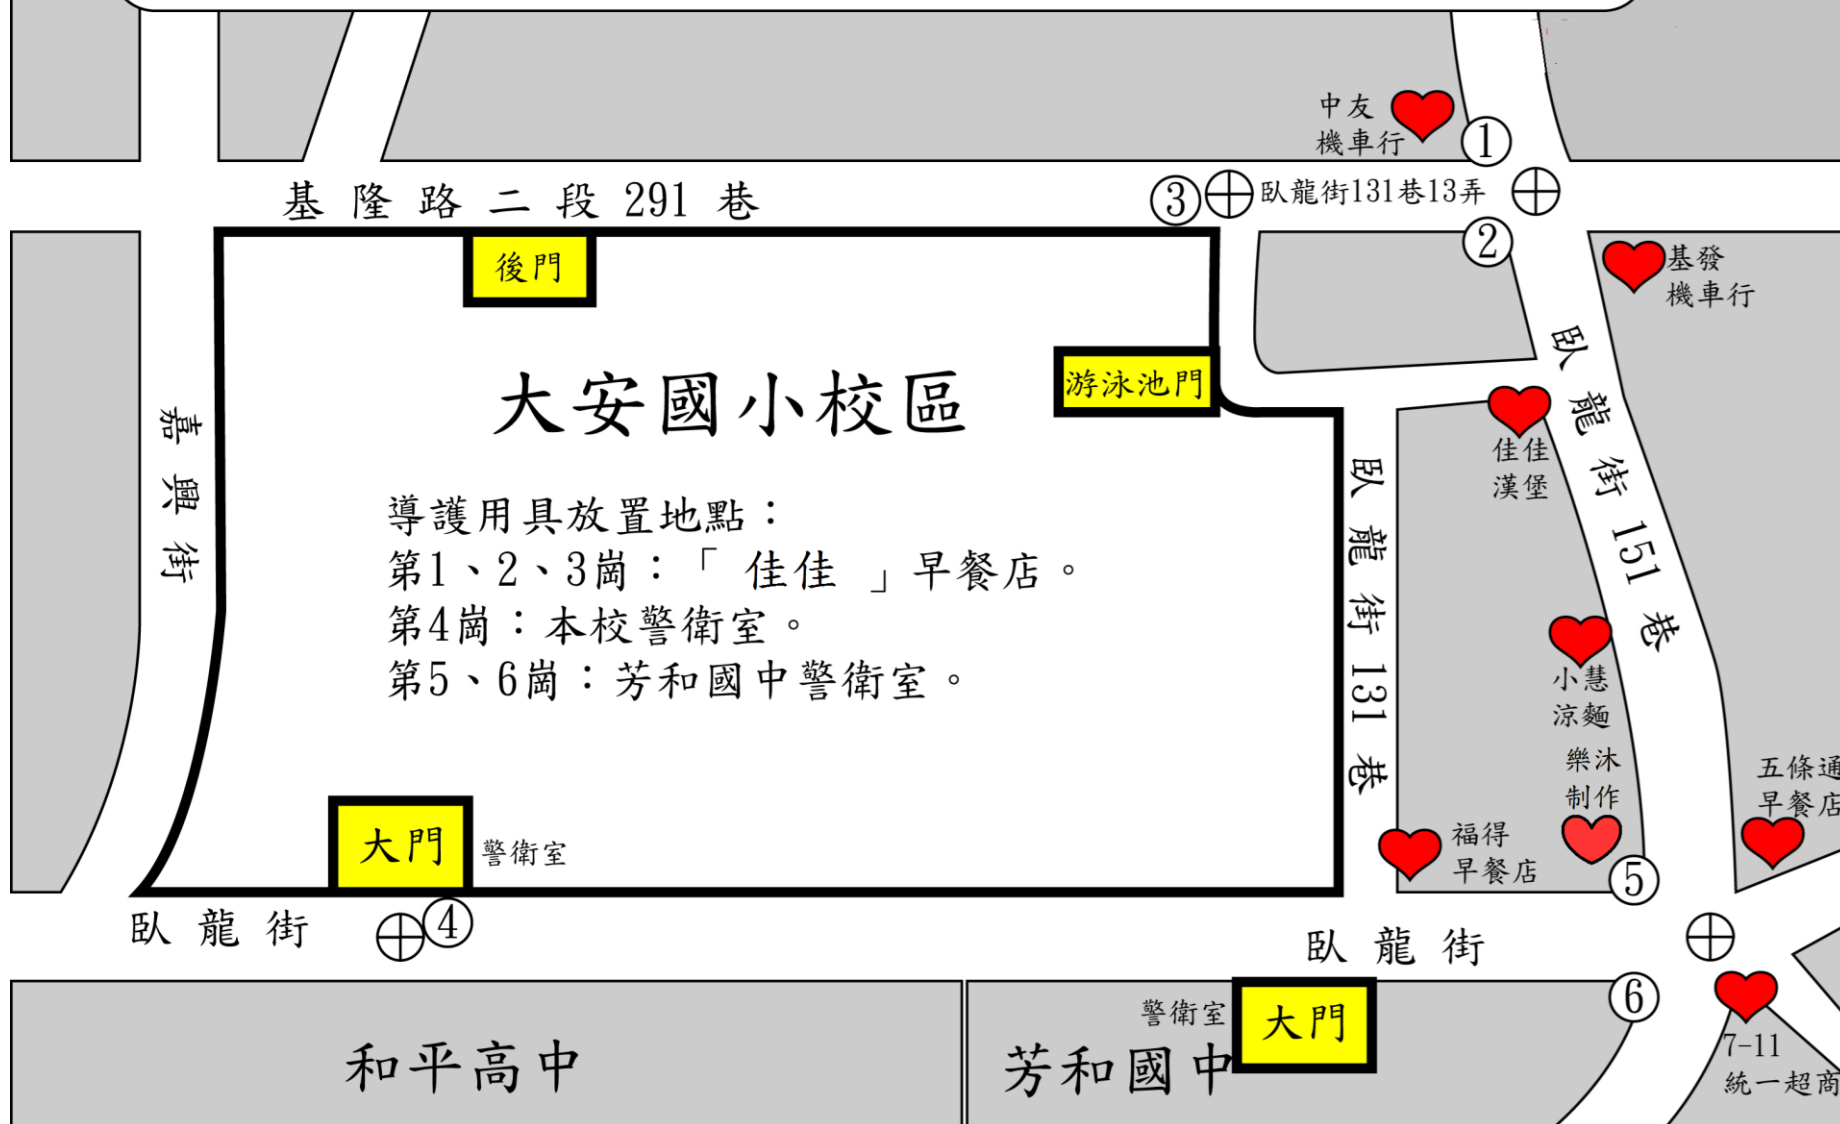 中友
機車行
①
基隆路二段291巷
③
臥龍街131巷13弄
②
後門
基發
機車行
大安國小校區
游泳池門
臥龍街151巷
佳佳
漢堡
嘉興街
導護用具放置地點：
第1、2、3崗：「 佳佳 」早餐店。
第4崗：本校警衛室。
第5、6崗：芳和國中警衛室。
臥龍街131巷
小慧
涼麵
樂沐
制作
五條通
早餐店
大門
警衛室
福得
早餐店
⑤
臥龍街
④
臥龍街
⑥
警衛室
大門
和平高中
芳和國中
7-11
統一超商